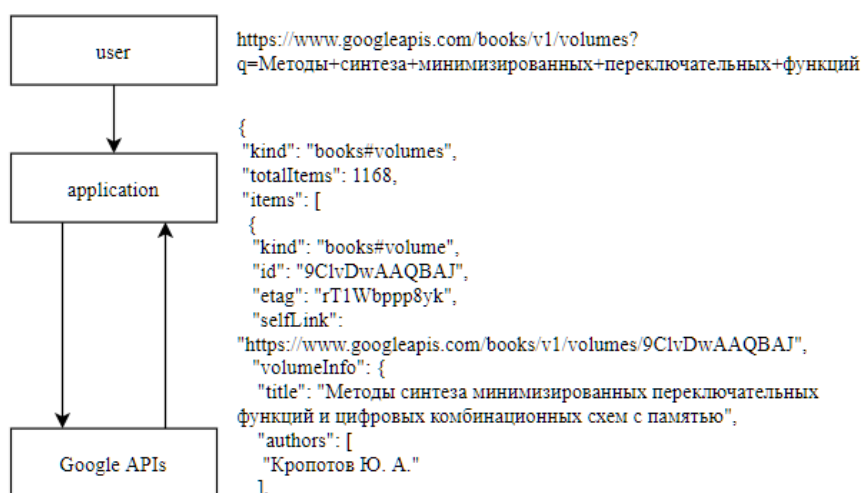 user
https://www.googleapis.com/books/v1/volumes?
q=Методы+синтеза+минимизированных+переключательных+функций
application
{
"kind": "books#volumes",
"totalItems": 1168,
"items": [
{
"kind": "books#volume",
"id": "9ClvDwAAQBAJ",
"etag": "rT1Wbppp8yk",
"selfLink":
"https://www.googleapis.com/books/v1/volumes/9ClvDwAAQBAJ",
"volumeInfo": {
"title": "Методы синтеза минимизированных переключательных
функций и цифровых комбинационных схем с памятью",
"authors": [
"Кропотов Ю. А."
],
Google APIs